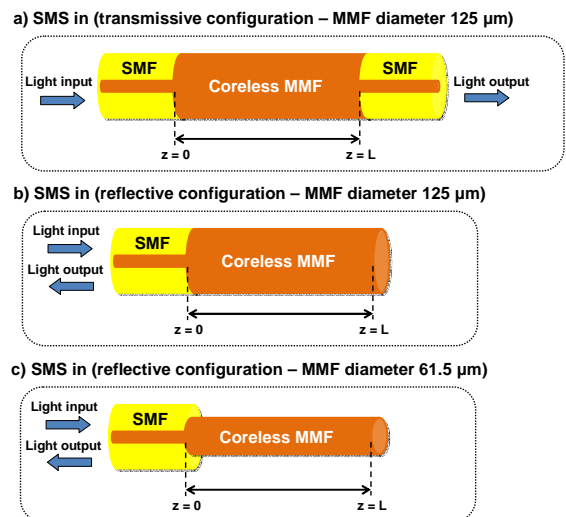 a) SMS in (transmissive configuration – MMF diameter 125 µm)
Light input
SMF
Coreless MMF
SMF
Light output
z = 0
z = L
b) SMS in (reflective configuration – MMF diameter 125 µm)
Light input
Light output
SMF
Coreless MMF
z = 0
z = L
c) SMS in (reflective configuration – MMF diameter 61.5 µm)
Light input
Light output
SMF
Coreless MMF
z = 0
z = L